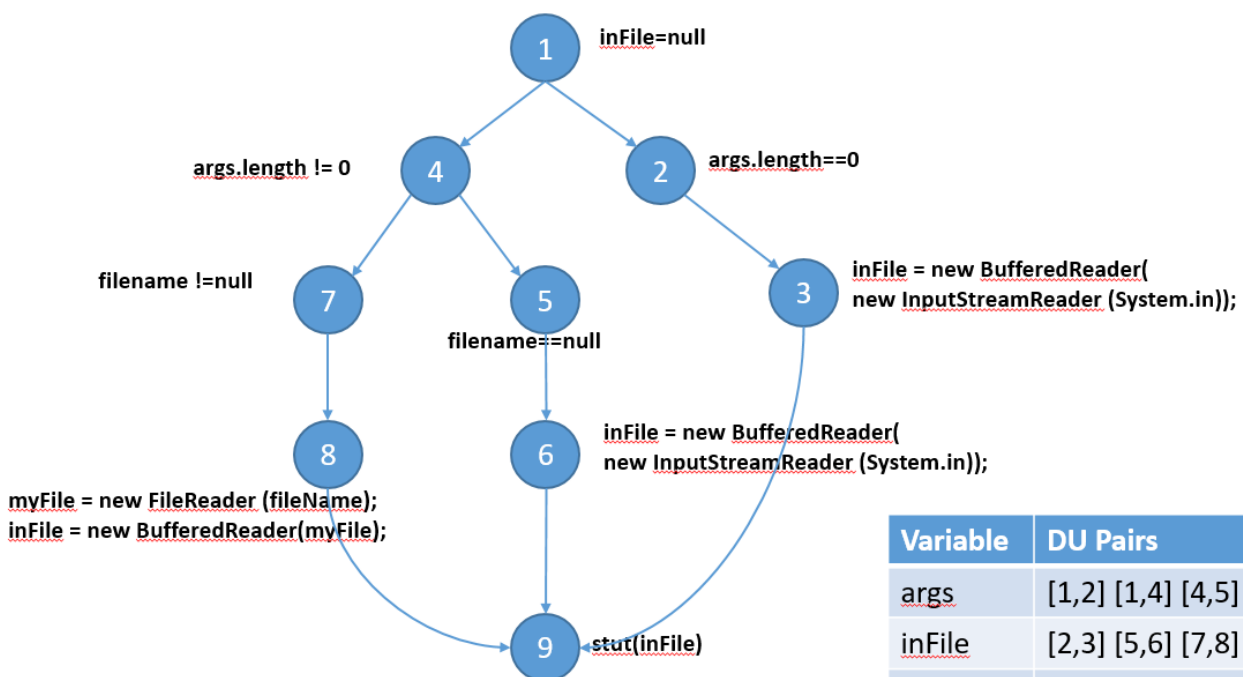 1
inFile=null
args.length != 0
4
2
args.length==0
filename !=null
7
5
3
inFile = new BufferedReader(
new InputStreamReader (System.in));
filename==null
8
6
inFile = new BufferedReader(
new InputStreamReader (System.in));
myFile = new FileReader (fileName);
inFile = new BufferedReader(myFile);
9
stut(inFile)
Variable DU Pairs
args [1,2] [1,4] [4,5]
inFile [2,3] [5,6] [7,8]